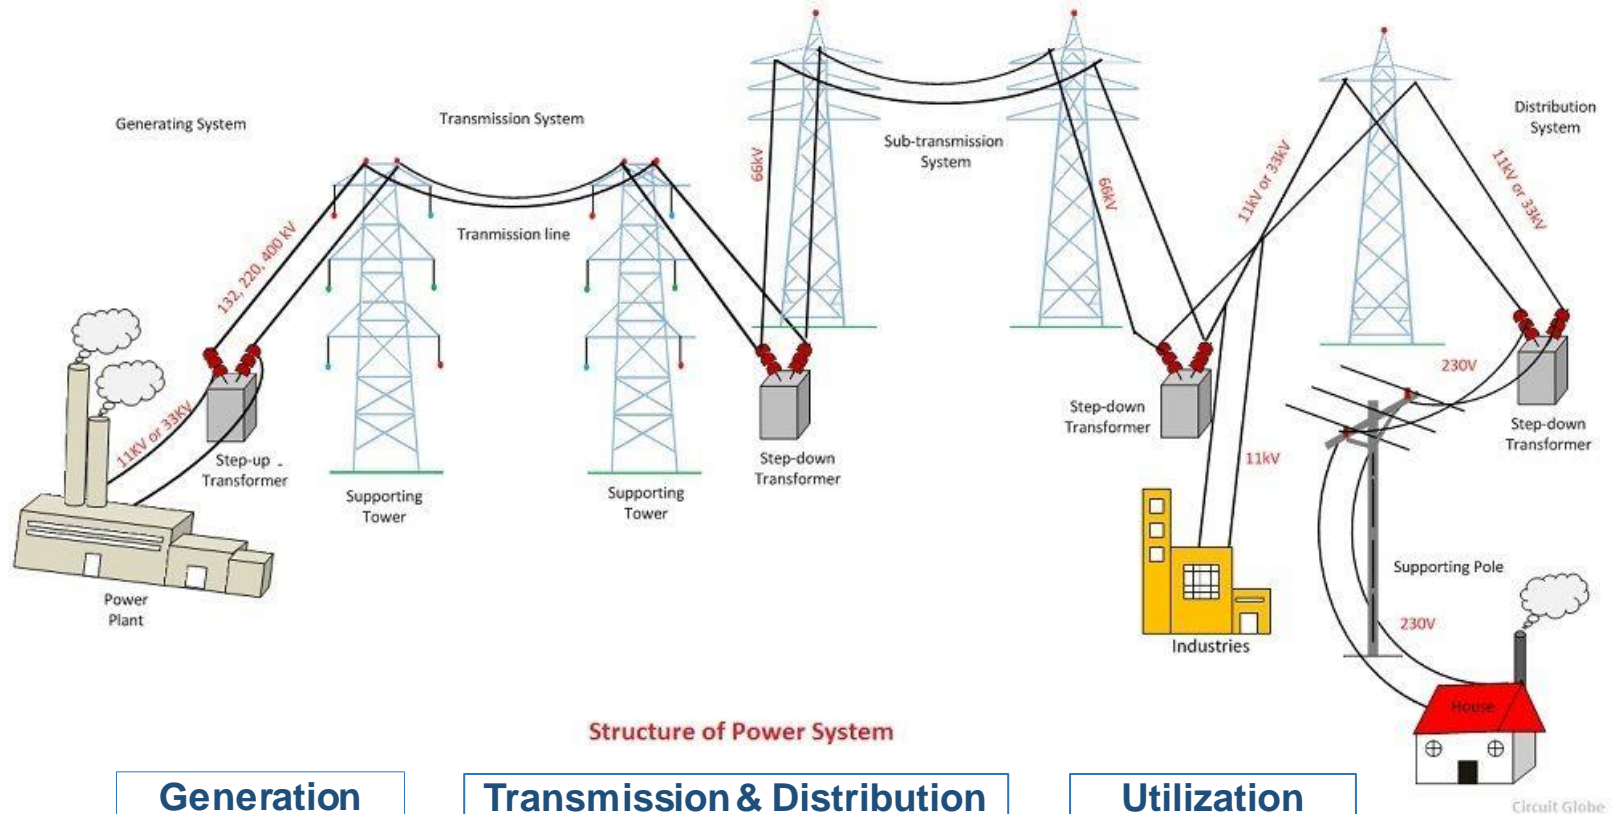 Generating System
Transmission System
Sub-transmission
System
Distribution
System
Tranmission line
132, 220, 400 kV
66kV
66kV
11kV or 33kV
11kV or 33kV
11KV or 33KV
Step-up
Transformer
Supporting
Tower
Supporting
Tower
Step-down
Transformer
Step-down
Transformer
230V
Step-down
Transformer
11kV
Power
Plant
Industries
Supporting Pole
230V
House
Structure of Power System
Generation
Transmission & Distribution
Utilization
Circuit Globe